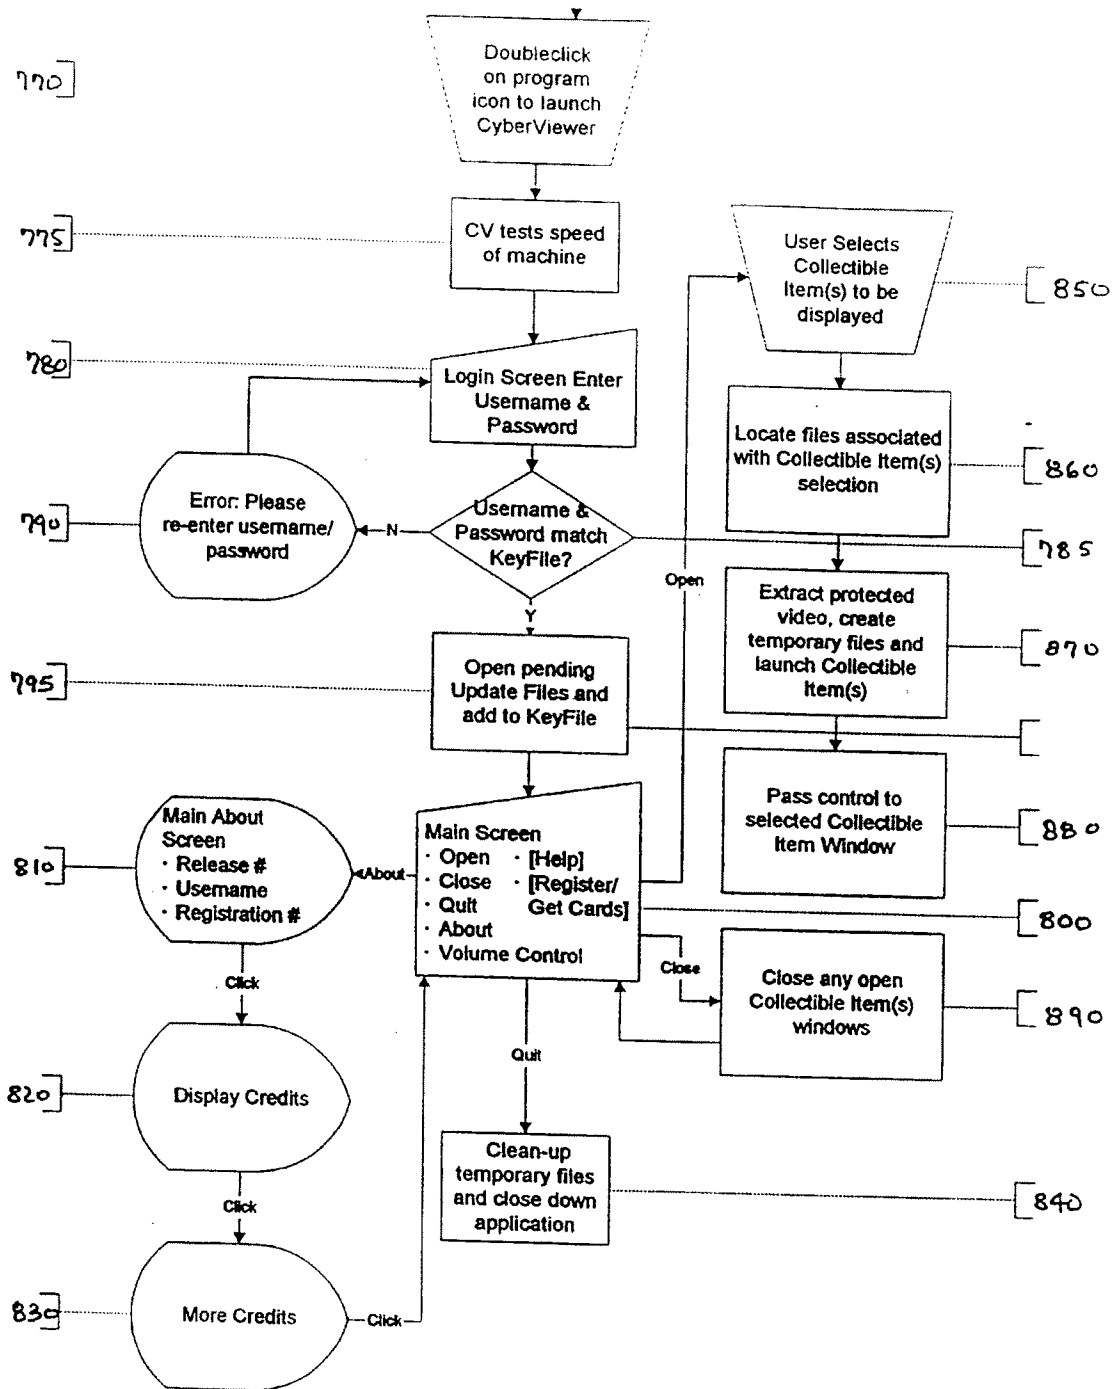 Doubleclick
on program
icon to launch
CyberViewer
770
CV tests speed
of machine
775
User Selects
Collectible
Item(s) to be
displayed
850
780
Login Screen Enter
Username &
Password
Locate files associated
with Collectible Item(s)
selection
860
Error: Please
re-enter username/
password
790
N
Username &
Password match
KeyFile?
785
Y
Open
Extract protected
video, create
temporary files and
launch Collectible
Item(s)
870
795
Open pending
Update Files and
add to KeyFile
Pass control to
selected Collectible
Item Window
880
Main About
Screen
· Release #
· Username
· Registration #
810
About
Main Screen
· Open · [Help]
· Close · [Register/
· Quit Get Cards]
· About
· Volume Control
800
Close
Close any open
Collectible Item(s)
windows
890
Click
Quit
820
Display Credits
Click
Clean-up
temporary files
and close down
application
840
830
More Credits
Click